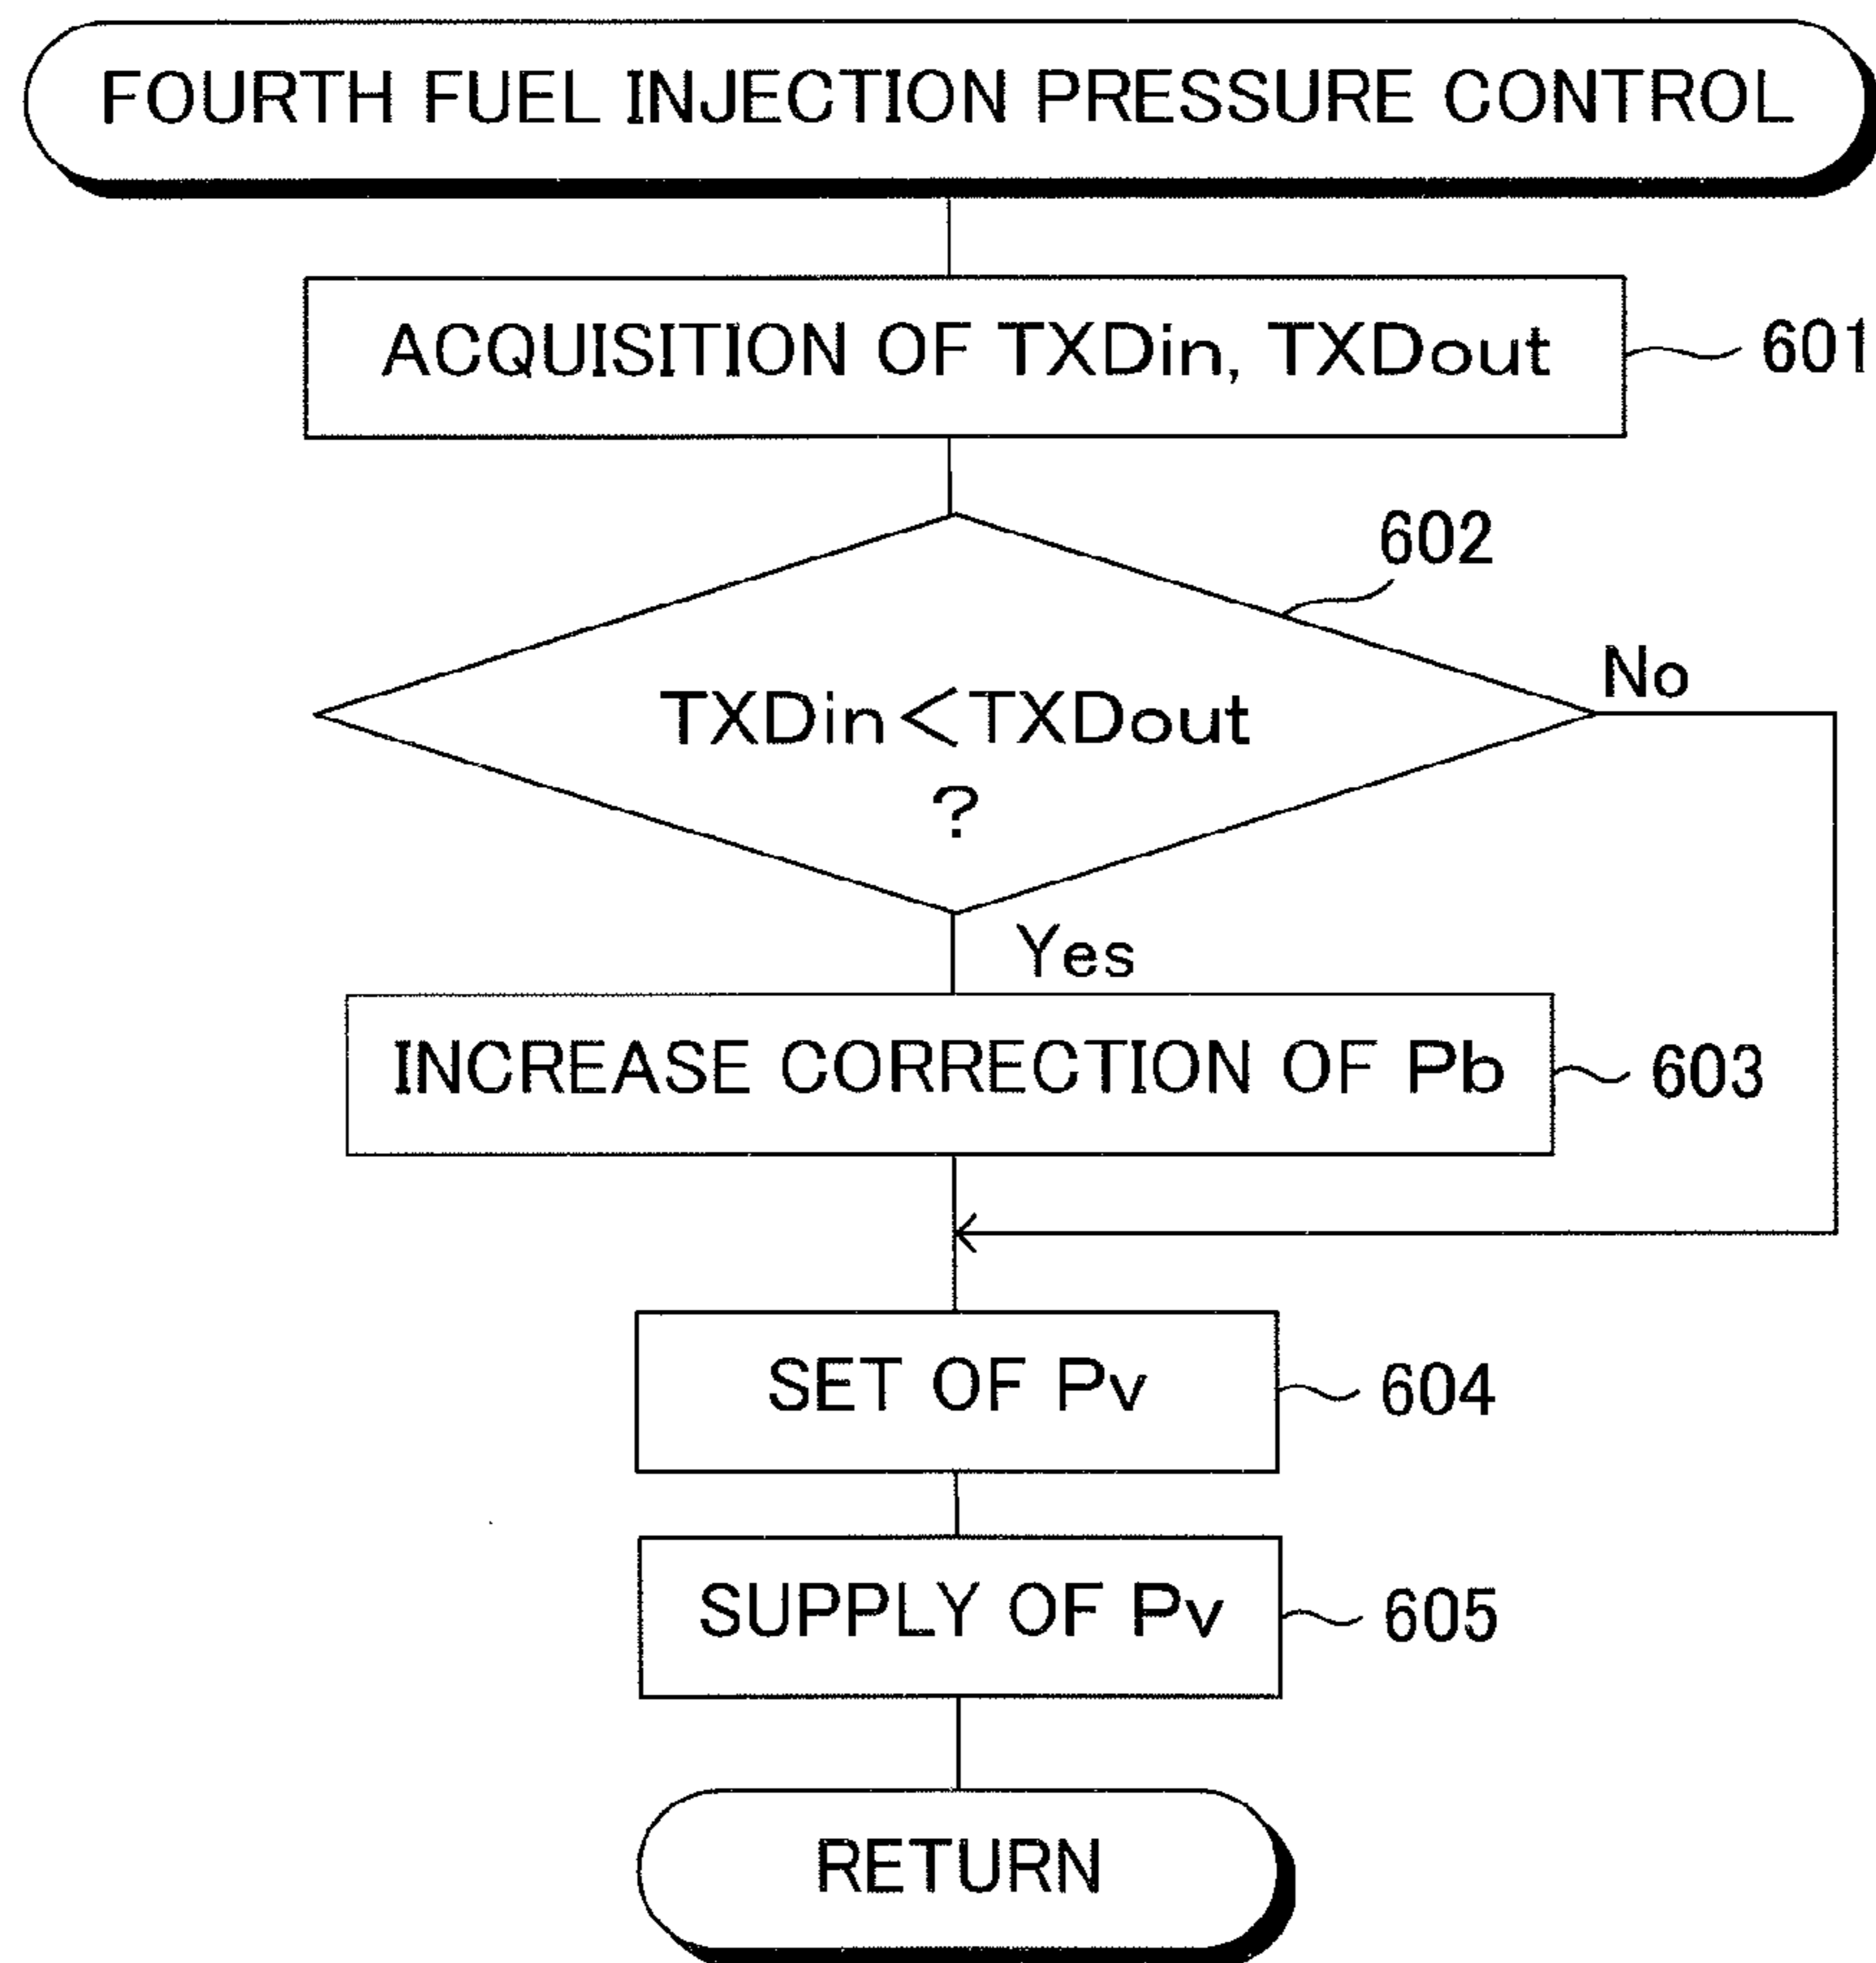 FOURTH FUEL INJECTION PRESSURE CONTROL
ACQUISITION OF TXDin, TXDout
601
602
TXDin<TXDout
?
No
Yes
INCREASE CORRECTION OF Pb
603
SET OF Pv
604
SUPPLY OF Pv
605
RETURN